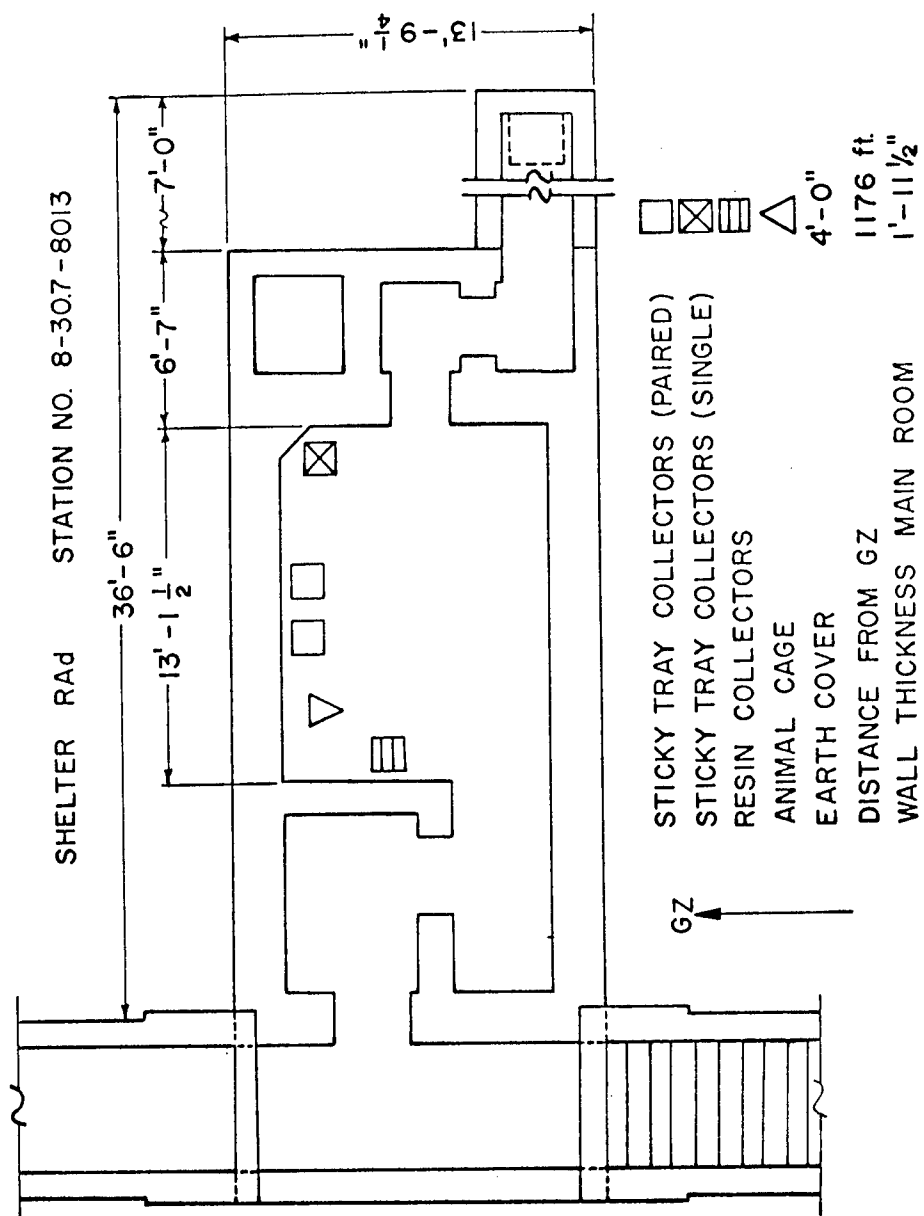 SHELTER RAd STATION NO. 8-30.7-8013
36'-6"
13'-1 1/2" 6'-7" ~7'-0"
13'-9 1/4"
GZ
STICKY TRAY COLLECTORS (PAIRED)
STICKY TRAY COLLECTORS (SINGLE)
RESIN COLLECTORS
ANIMAL CAGE
EARTH COVER 4'-0"
DISTANCE FROM GZ 1176 ft.
WALL THICKNESS MAIN ROOM 1'-11 1/2"